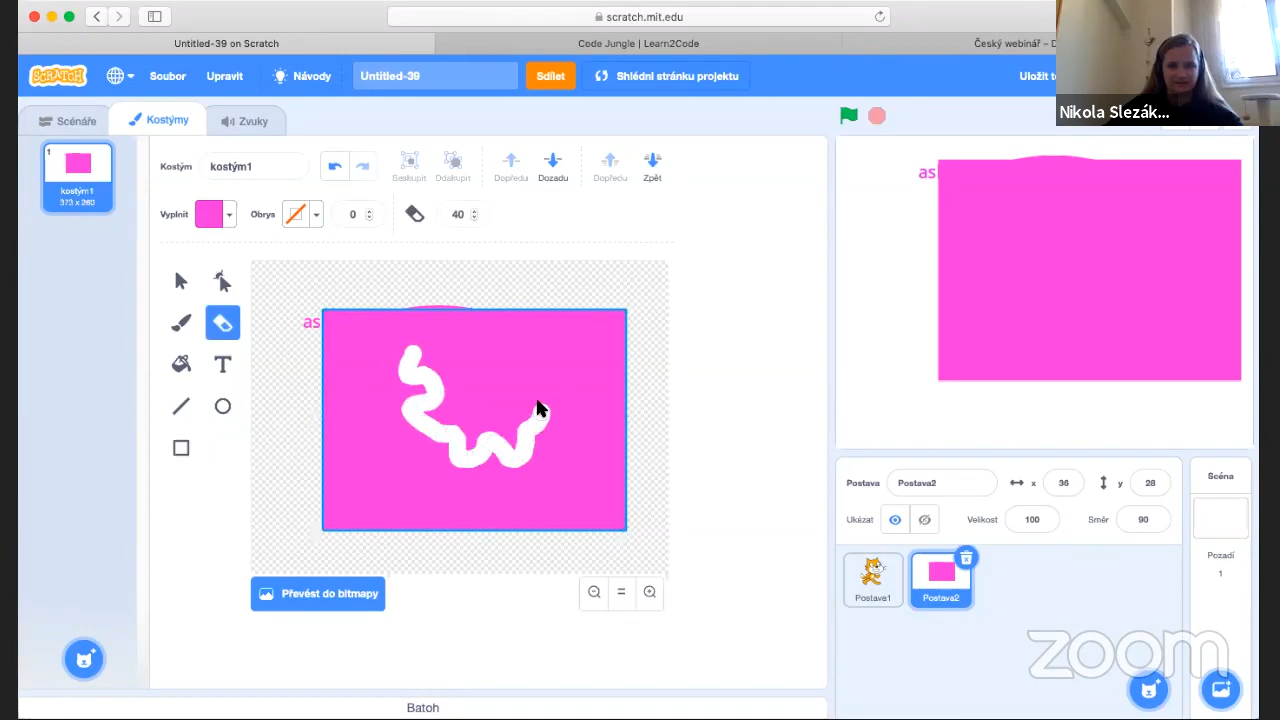 scratch.mit.edu
Untitled-39 on Scratch
Code Jungle | Learn2Code
Český webinář – D
SCRATCH
Soubor
Upravit
Návody
Untitled-39
Sdílet
Shlédni stránku projektu
Uložit t
Nikola Slezák...
Scénáře
Kostýmy
Zvuky
1
kostým1
373 x 260
Kostým
kostým1
Seskupit
Odskupit
Dopředu
Dozadu
Dopředu
Zpět
Vyplnit
Obrys
0
40
as
T
as
Převést do bitmapy
Postava
Postava2
x
36
y
28
Ukázat
Velikost
100
Směr
90
Postava1
Postava2
Scéna
Pozadí
1
zoom
Batoh